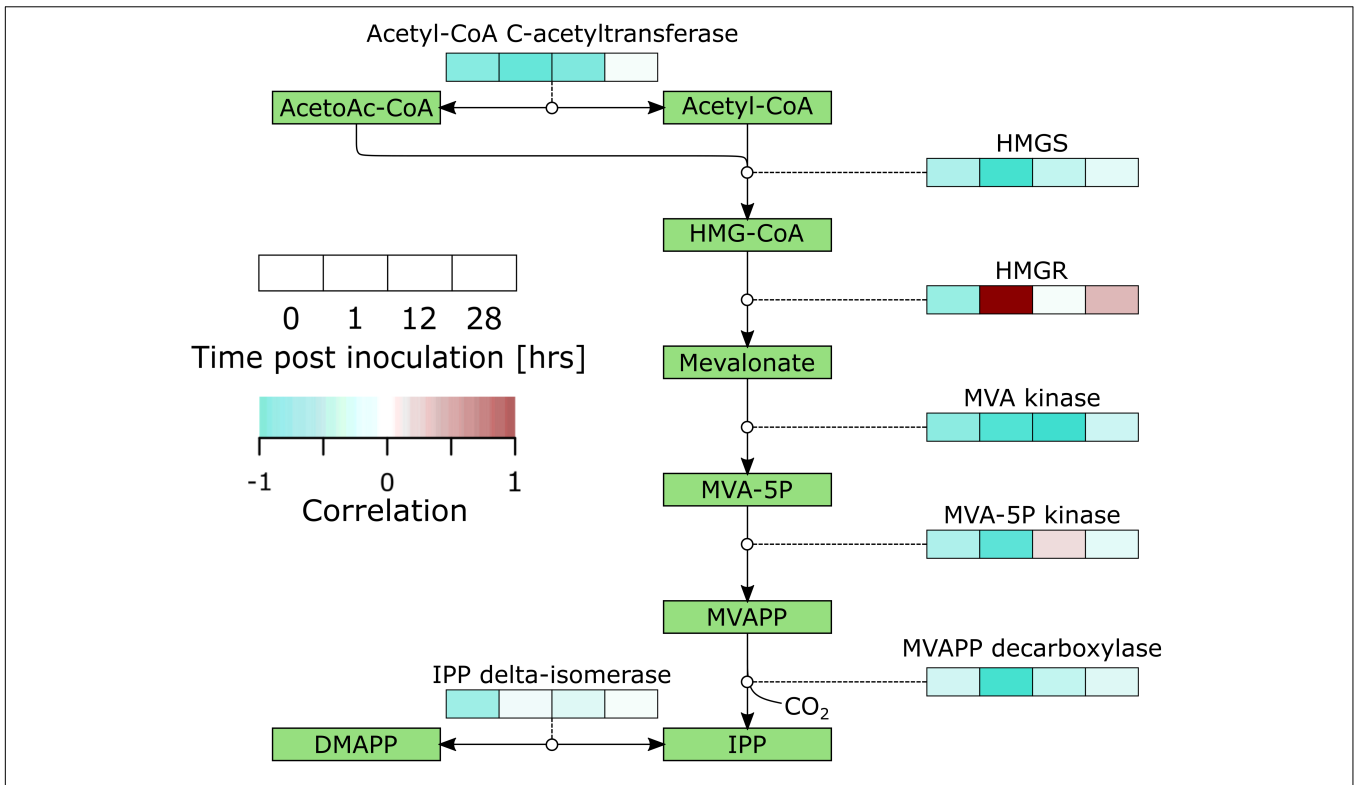 Acetyl-CoA C-acetyltransferase
AcetoAc-CoA
Acetyl-CoA
HMGS
HMG-CoA
HMGR
0 1 12 28
Time post inoculation [hrs]
Mevalonate
MVA kinase
-1 0 1
Correlation
MVA-5P
MVA-5P kinase
MVAPP
MVAPP decarboxylase
IPP delta-isomerase
CO₂
DMAPP
IPP